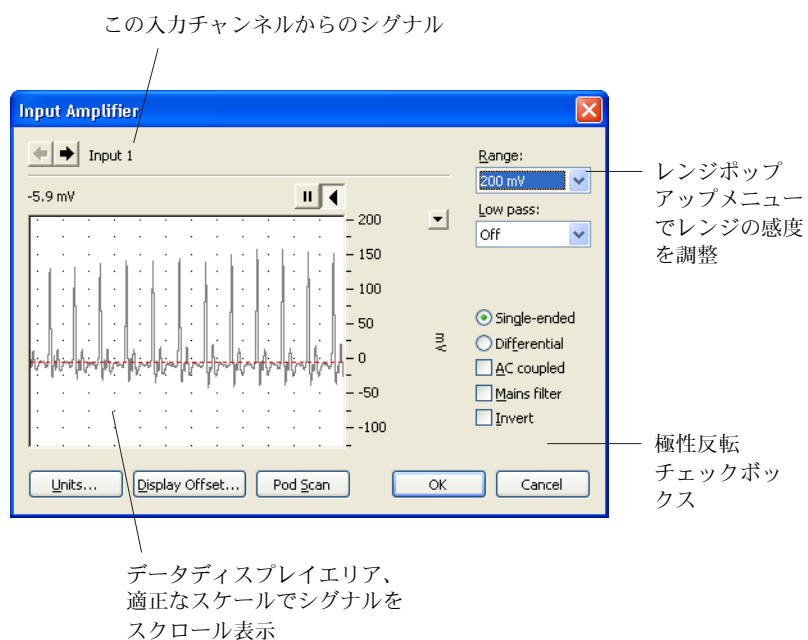 この入力チャンネルからのシグナル
Input Amplifier
Input 1
Range:
200 mV
Low pass:
Off
-5.9 mV
200
150
100
50
0
-50
-100
mV
Single-ended
Differential
AC coupled
Mains filter
Invert
Units...
Display Offset...
Pod Scan
OK
Cancel
レンジポップ
アップメニュー
でレンジの感度
を調整
極性反転
チェックボッ
クス
データディスプレイエリア、
適正なスケールでシグナルを
スクロール表示